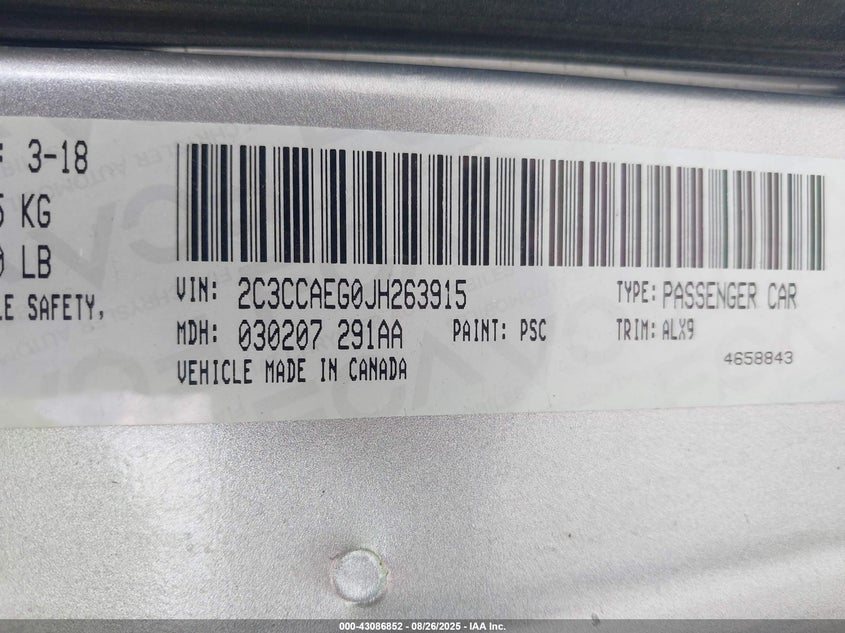 : 3-18
KG
LB
LE SAFETY,
VIN: 2C3CCAEG0JH263915
TYPE: PASSENGER CAR
MDH: 030207 291AA
PAINT: PSC
TRIM: ALX9
VEHICLE MADE IN CANADA
4658843
000-43086852 | 08/26/2025 - IAA Inc.